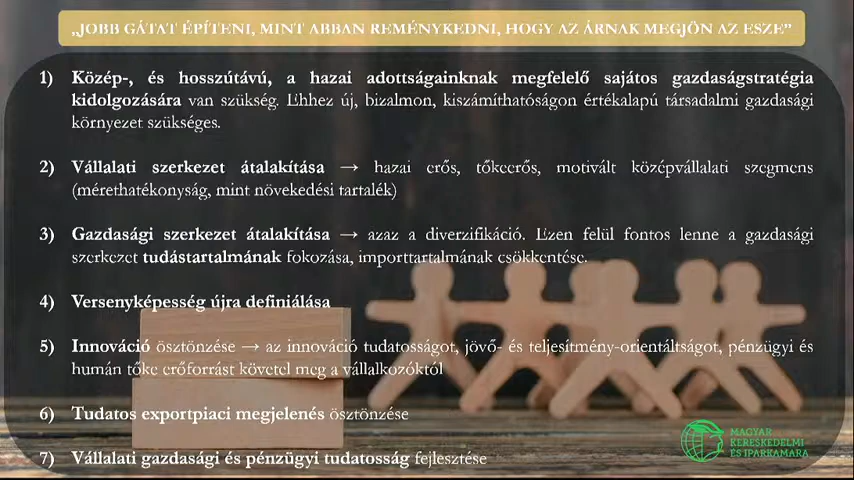 „JOBB GÁTAT ÉPÍTENI, MINT ABBAN REMÉNYKEDNI, HOGY AZ ÁRNAK MEGJÖN AZ ESZE”
1) Közép-, és hosszútávú, a hazai adottságainknak megfelelő sajátos gazdaságstratégia
kidolgozására van szükség. Ehhez új, bizalmon, kiszámíthatóságon értékalapú társadalmi gazdasági
környezet szükséges.
2) Vállalati szerkezet átalakítása → hazai erős, tőkeerős, motivált középvállalati szegmens
(mérethatékonyság, mint növekedési tartalék)
3) Gazdasági szerkezet átalakítása → azaz a diverzifikáció. Ezen felül fontos lenne a gazdasági
szerkezet tudástartalmának fokozása, importtartalmának csökkentése.
4) Versenyképesség újra definiálása
5) Innováció ösztönzése → az innováció tudatosságot, jövő- és teljesítmény-orientáltságot, pénzügyi és
humán tőke erőforrást követel meg a vállalkozóktól
6) Tudatos exportpiaci megjelenés ösztönzése
7) Vállalati gazdasági és pénzügyi tudatosság fejlesztése
MAGYAR
KERESKEDELMI
ÉS IPARKAMARA